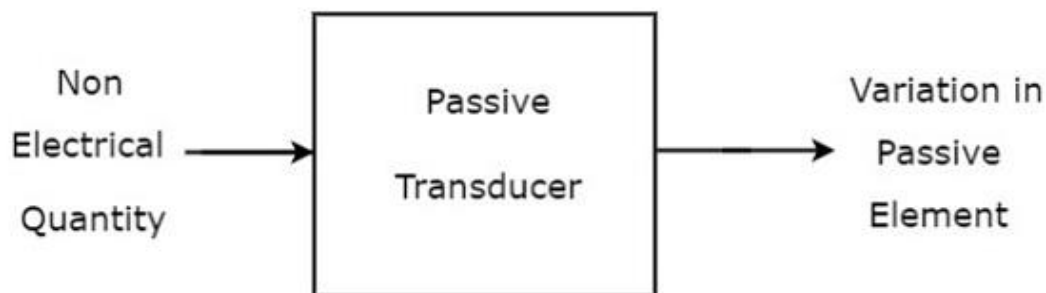 Non
Electrical
Quantity
Passive
Transducer
Variation in
Passive
Element